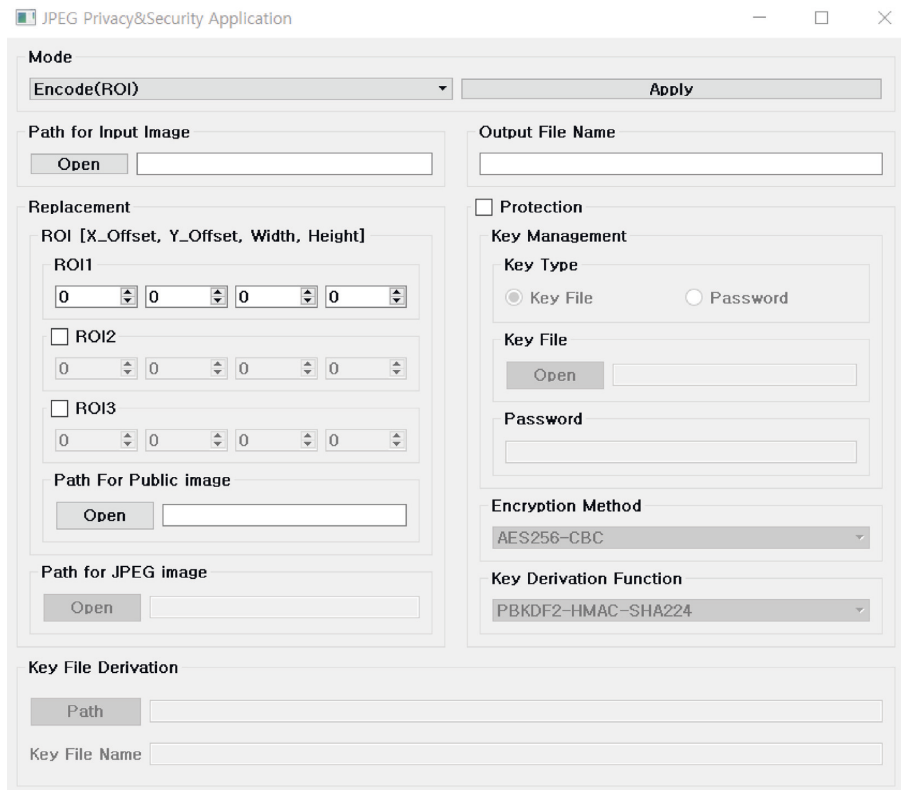 JPEG Privacy&Security Application
Mode
Encode(ROI)
Apply
Path for Input Image
Open
Output File Name
Replacement
ROI [X_Offset, Y_Offset, Width, Height]
ROI1
0 0 0 0
ROI2
0 0 0 0
ROI3
0 0 0 0
Path For Public image
Open
Path for JPEG image
Open
Protection
Key Management
Key Type
Key File Password
Key File
Open
Password
Encryption Method
AES256-CBC
Key Derivation Function
PBKDF2-HMAC-SHA224
Key File Derivation
Path
Key File Name